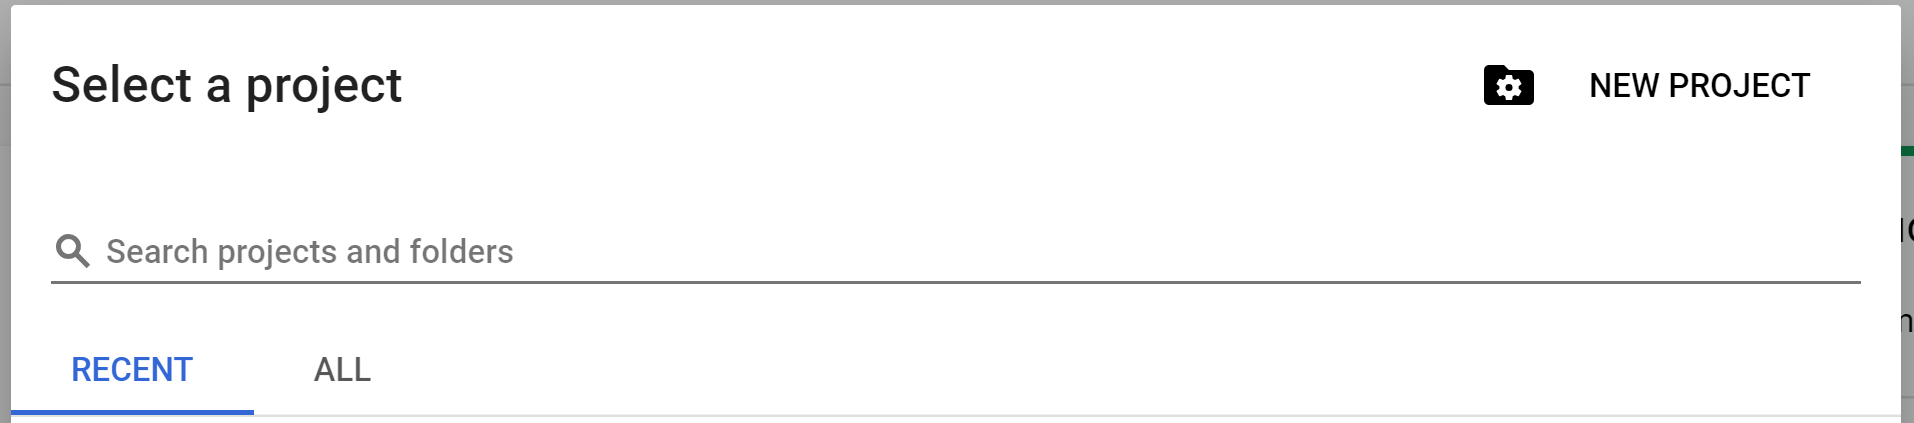 Select a project
NEW PROJECT
Search projects and folders
RECENT
ALL